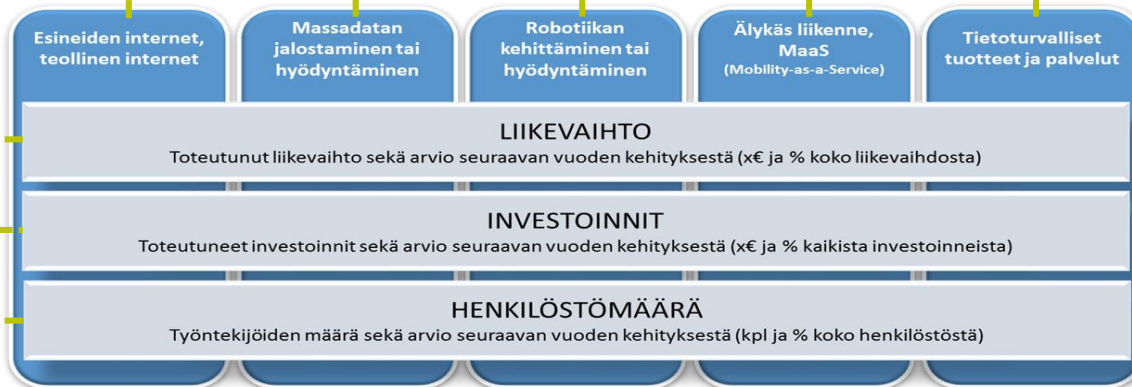 Esineiden internet,
teollinen internet
Massadatan
jalostaminen tai
hyödyntäminen
Robotiikan
kehittäminen tai
hyödyntäminen
Älykäs liikenne,
MaaS
(Mobility-as-a-Service)
Tietoturvalliset
tuotteet ja palvelut
LIIKEVAIHTO
Toteutunut liikevaihto sekä arvio seuraavan vuoden kehityksestä (x€ ja % koko liikevaihdosta)
INVESTOINNIT
Toteutuneet investoinnit sekä arvio seuraavan vuoden kehityksestä (x€ ja % kaikista investoinneista)
HENKILÖSTÖMÄÄRÄ
Työntekijöiden määrä sekä arvio seuraavan vuoden kehityksestä (kpl ja % koko henkilöstöstä)